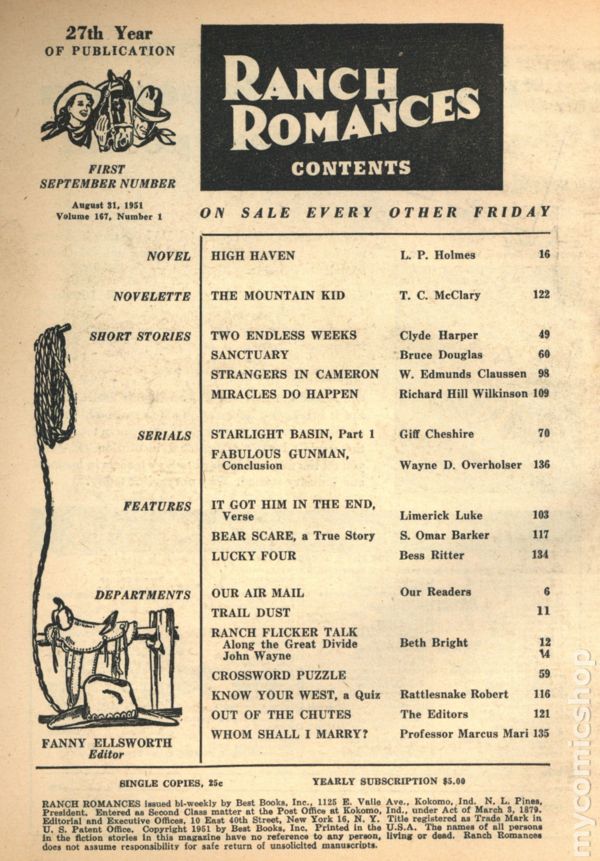 27th Year
OF PUBLICATION
FIRST
SEPTEMBER NUMBER
August 31, 1951
Volume 167, Number 1
RANCH
ROMANCES
CONTENTS
ON SALE EVERY OTHER FRIDAY
NOVEL HIGH HAVEN L. P. Holmes 16
NOVELETTE THE MOUNTAIN KID T. C. McClary 122
SHORT STORIES TWO ENDLESS WEEKS Clyde Harper 49
SANCTUARY Bruce Douglas 60
STRANGERS IN CAMERON W. Edmunds Claussen 98
MIRACLES DO HAPPEN Richard Hill Wilkinson 109
SERIALS STARLIGHT BASIN, Part 1 Giff Cheshire 70
FABULOUS GUNMAN,
Conclusion Wayne D. Overholser 136
FEATURES IT GOT HIM IN THE END,
Verse Limerick Luke 103
BEAR SCARE, a True Story S. Omar Barker 117
LUCKY FOUR Bess Ritter 134
DEPARTMENTS OUR AIR MAIL Our Readers 6
TRAIL DUST 11
RANCH FLICKER TALK
Along the Great Divide Beth Bright 12
John Wayne 14
CROSSWORD PUZZLE 59
KNOW YOUR WEST, a Quiz Rattlesnake Robert 116
OUT OF THE CHUTES The Editors 121
WHOM SHALL I MARRY? Professor Marcus Mari 135
FANNY ELLSWORTH
Editor
SINGLE COPIES, 25c YEARLY SUBSCRIPTION $5.00
RANCH ROMANCES issued bi-weekly by Best Books, Inc., 1125 E. Vaile Ave., Kokomo, Ind. N. L. Pines,
President. Entered as Second Class matter at the Post Office at Kokomo, Ind., under Act of March 3, 1879.
Editorial and Executive Offices, 10 East 40th Street, New York 16, N. Y. Title registered as Trade Mark in
U. S. Patent Office. Copyright 1951 by Best Books, Inc. Printed in the U.S.A. The names of all persons
in the fiction stories in this magazine have no reference to any person, living or dead. Ranch Romances
does not assume responsibility for safe return of unsolicited manuscripts.
mycomicshop